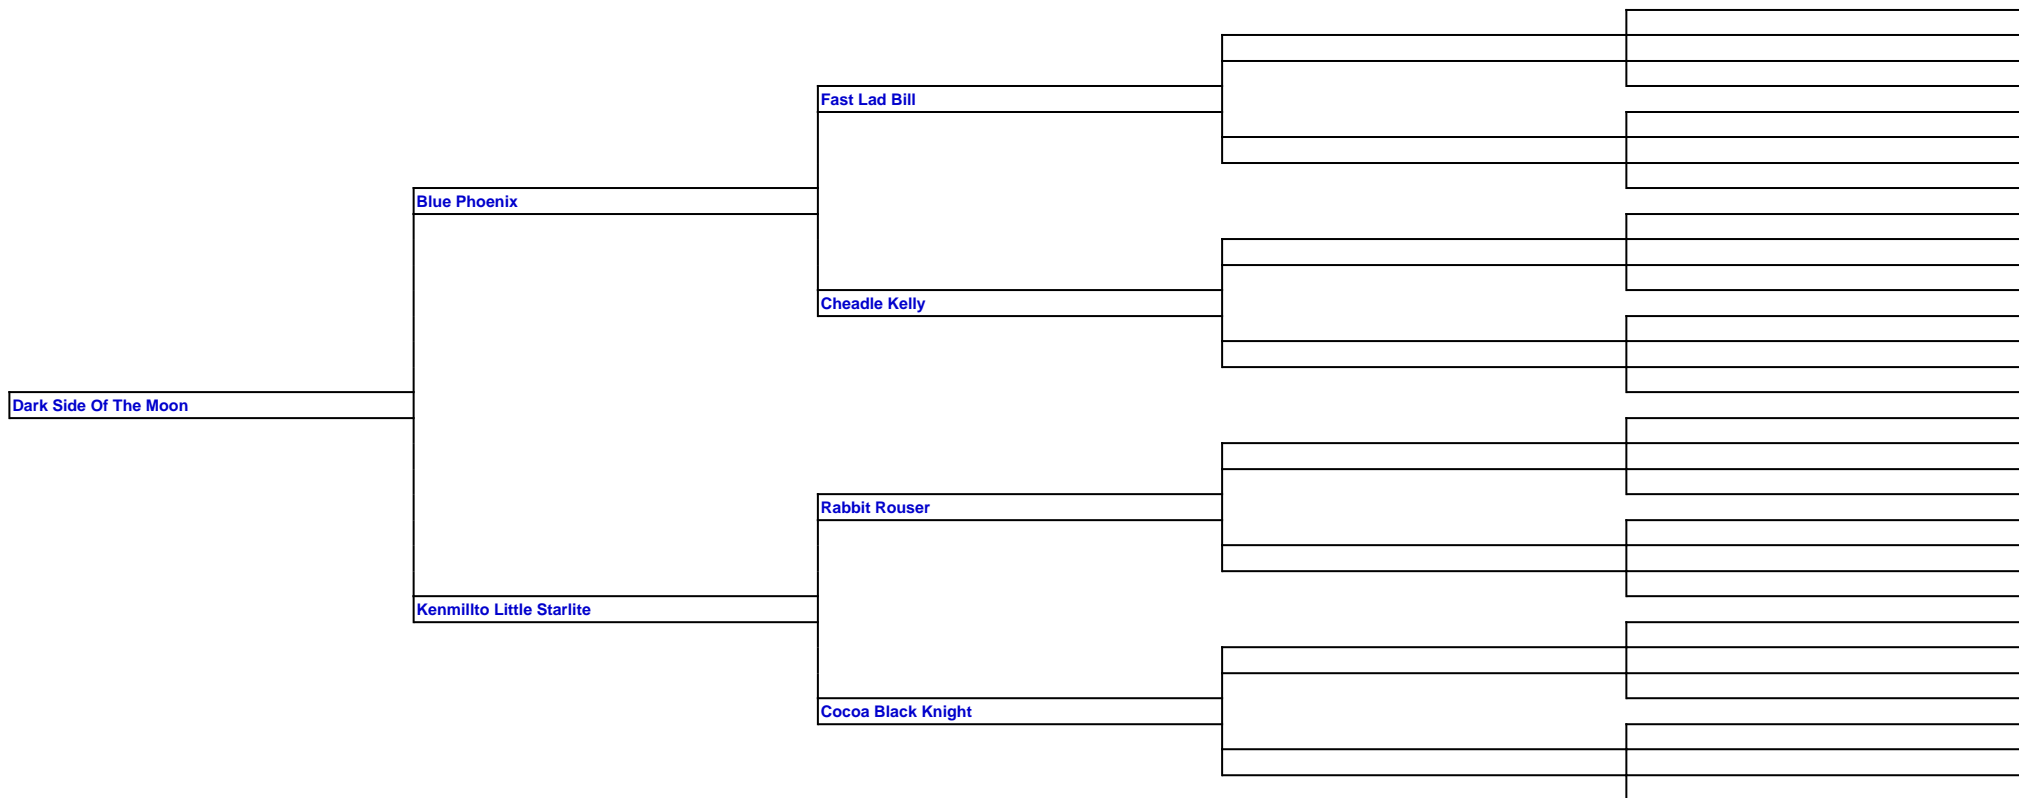 Fast Lad Bill
Blue Phoenix
Cheadle Kelly
Dark Side Of The Moon
Rabbit Rouser
Kenmillto Little Starlite
Cocoa Black Knight